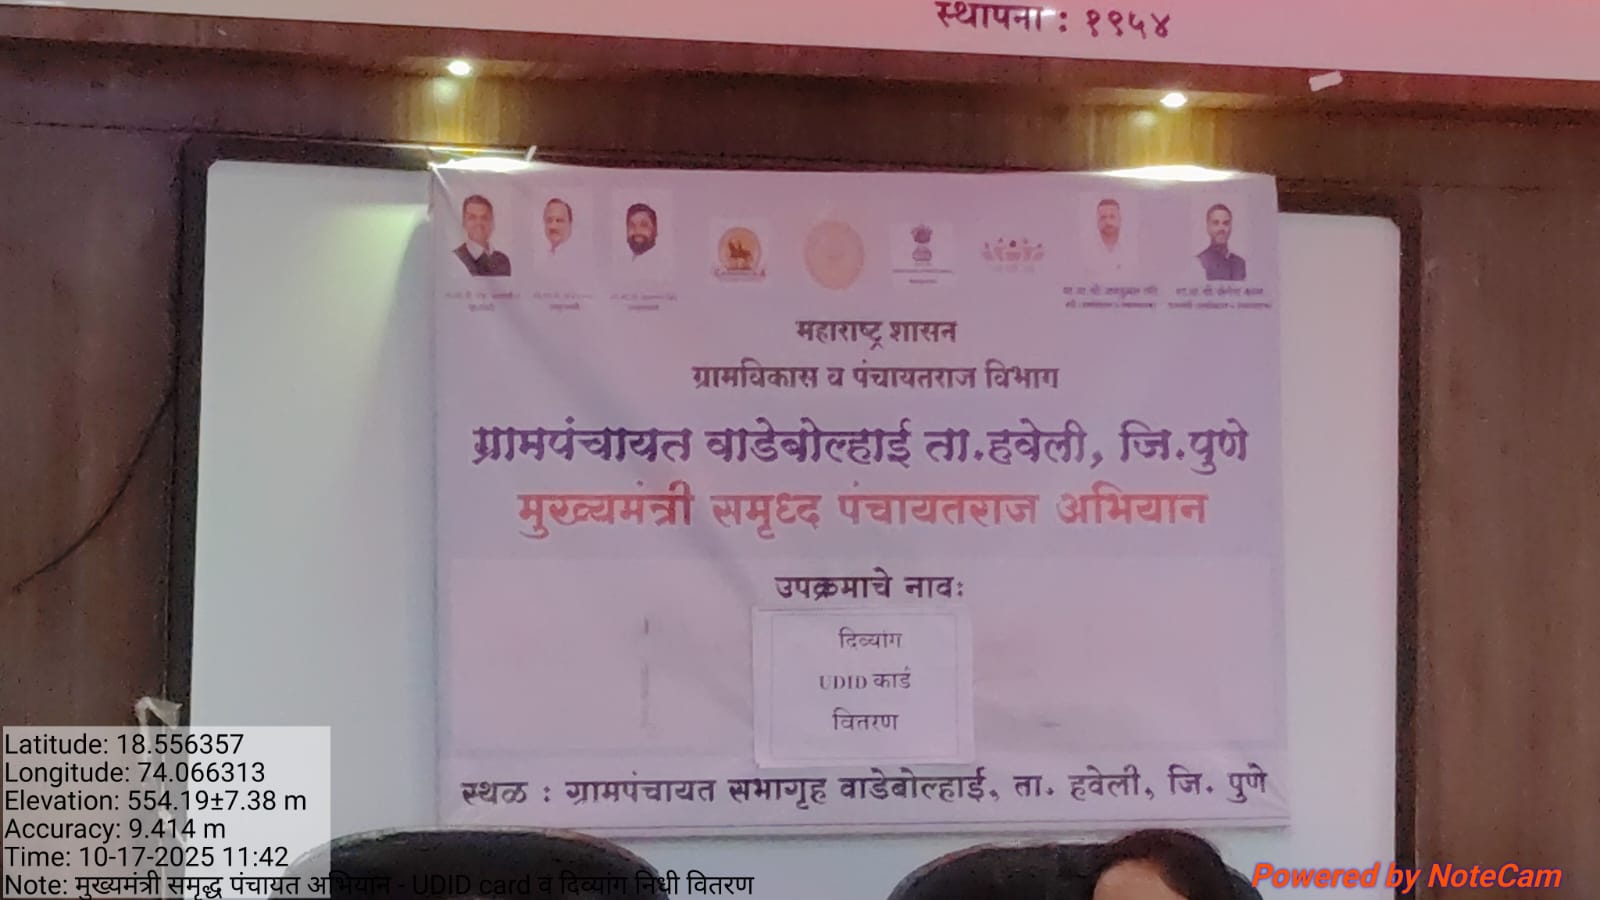 स्थापना : १९५४
महाराष्ट्र शासन
ग्रामविकास व पंचायतराज विभाग
ग्रामपंचायत वाडेबोल्हाई ता.हवेली, जि.पुणे
मुख्यमंत्री समृध्द पंचायतराज अभियान
उपक्रमाचे नाव:
दिव्यांग
UDID कार्ड
वितरण
स्थळ : ग्रामपंचायत सभागृह वाडेबोल्हाई, ता. हवेली, जि. पुणे
Latitude: 18.556357
Longitude: 74.066313
Elevation: 554.19±7.38 m
Accuracy: 9.414 m
Time: 10-17-2025 11:42
Note: मुख्यमंत्री समृद्ध पंचायत अभियान - UDID card व दिव्यांग निधी वितरण
Powered by NoteCam